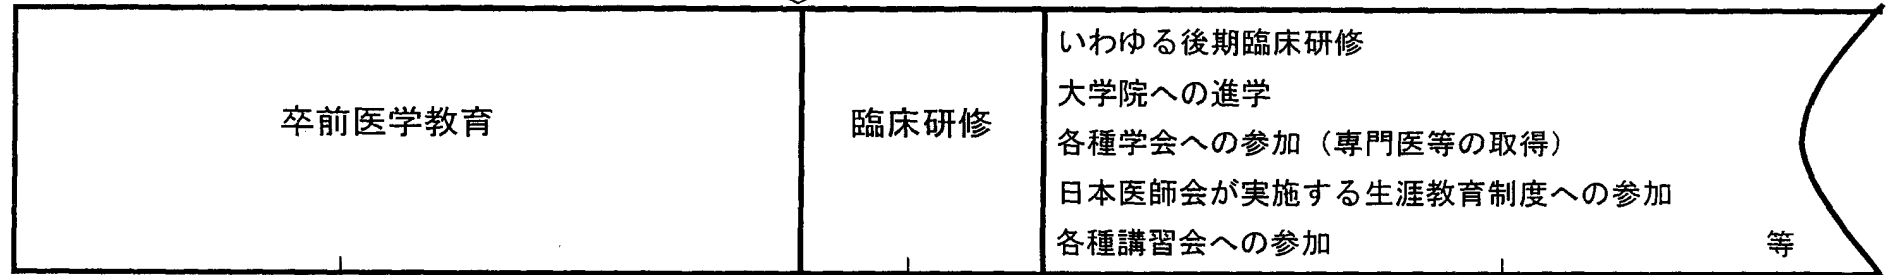 卒前医学教育
臨床研修
いわゆる後期臨床研修
大学院への進学
各種学会への参加（専門医等の取得）
日本医師会が実施する生涯教育制度への参加
各種講習会への参加
等